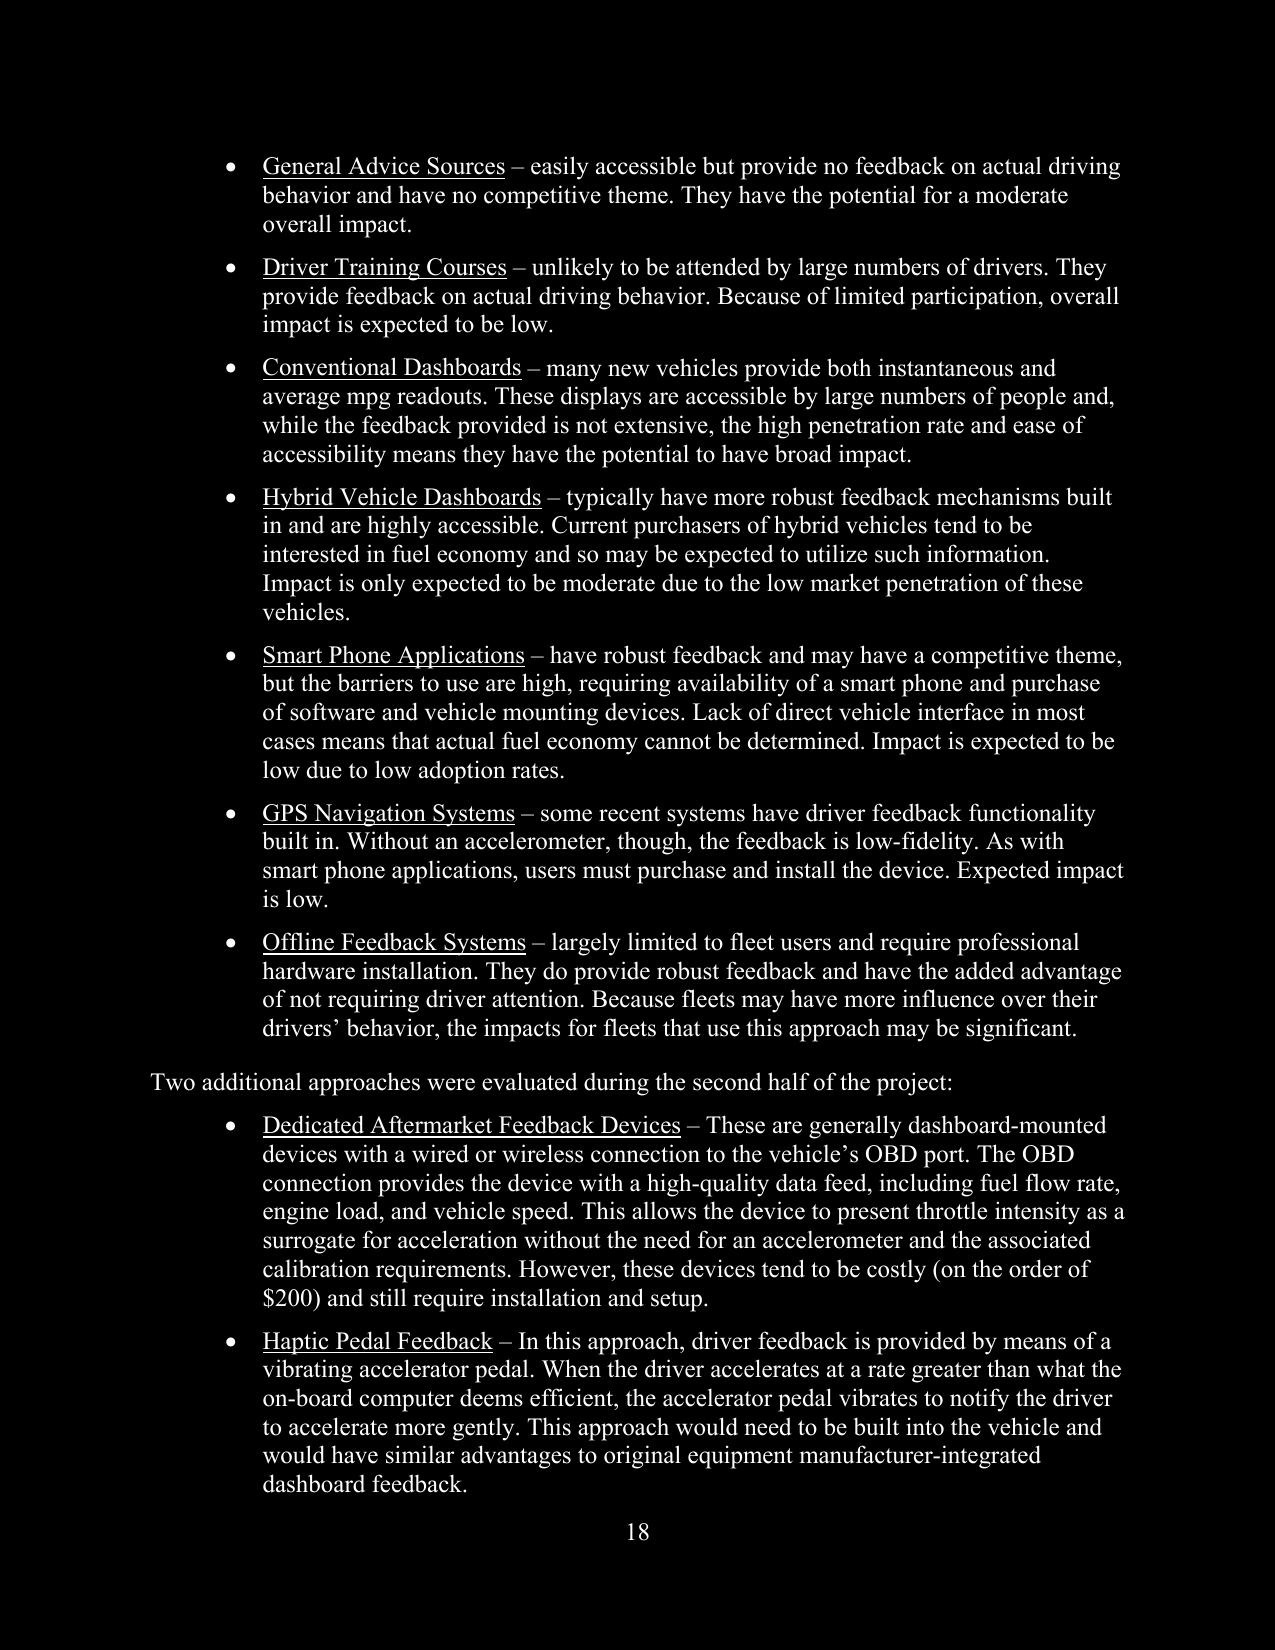 • General Advice Sources – easily accessible but provide no feedback on actual driving
behavior and have no competitive theme. They have the potential for a moderate
overall impact.
• Driver Training Courses – unlikely to be attended by large numbers of drivers. They
provide feedback on actual driving behavior. Because of limited participation, overall
impact is expected to be low.
• Conventional Dashboards – many new vehicles provide both instantaneous and
average mpg readouts. These displays are accessible by large numbers of people and,
while the feedback provided is not extensive, the high penetration rate and ease of
accessibility means they have the potential to have broad impact.
• Hybrid Vehicle Dashboards – typically have more robust feedback mechanisms built
in and are highly accessible. Current purchasers of hybrid vehicles tend to be
interested in fuel economy and so may be expected to utilize such information.
Impact is only expected to be moderate due to the low market penetration of these
vehicles.
• Smart Phone Applications – have robust feedback and may have a competitive theme,
but the barriers to use are high, requiring availability of a smart phone and purchase
of software and vehicle mounting devices. Lack of direct vehicle interface in most
cases means that actual fuel economy cannot be determined. Impact is expected to be
low due to low adoption rates.
• GPS Navigation Systems – some recent systems have driver feedback functionality
built in. Without an accelerometer, though, the feedback is low-fidelity. As with
smart phone applications, users must purchase and install the device. Expected impact
is low.
• Offline Feedback Systems – largely limited to fleet users and require professional
hardware installation. They do provide robust feedback and have the added advantage
of not requiring driver attention. Because fleets may have more influence over their
drivers’ behavior, the impacts for fleets that use this approach may be significant.
Two additional approaches were evaluated during the second half of the project:
• Dedicated Aftermarket Feedback Devices – These are generally dashboard-mounted
devices with a wired or wireless connection to the vehicle’s OBD port. The OBD
connection provides the device with a high-quality data feed, including fuel flow rate,
engine load, and vehicle speed. This allows the device to present throttle intensity as a
surrogate for acceleration without the need for an accelerometer and the associated
calibration requirements. However, these devices tend to be costly (on the order of
$200) and still require installation and setup.
• Haptic Pedal Feedback – In this approach, driver feedback is provided by means of a
vibrating accelerator pedal. When the driver accelerates at a rate greater than what the
on-board computer deems efficient, the accelerator pedal vibrates to notify the driver
to accelerate more gently. This approach would need to be built into the vehicle and
would have similar advantages to original equipment manufacturer-integrated
dashboard feedback.
18